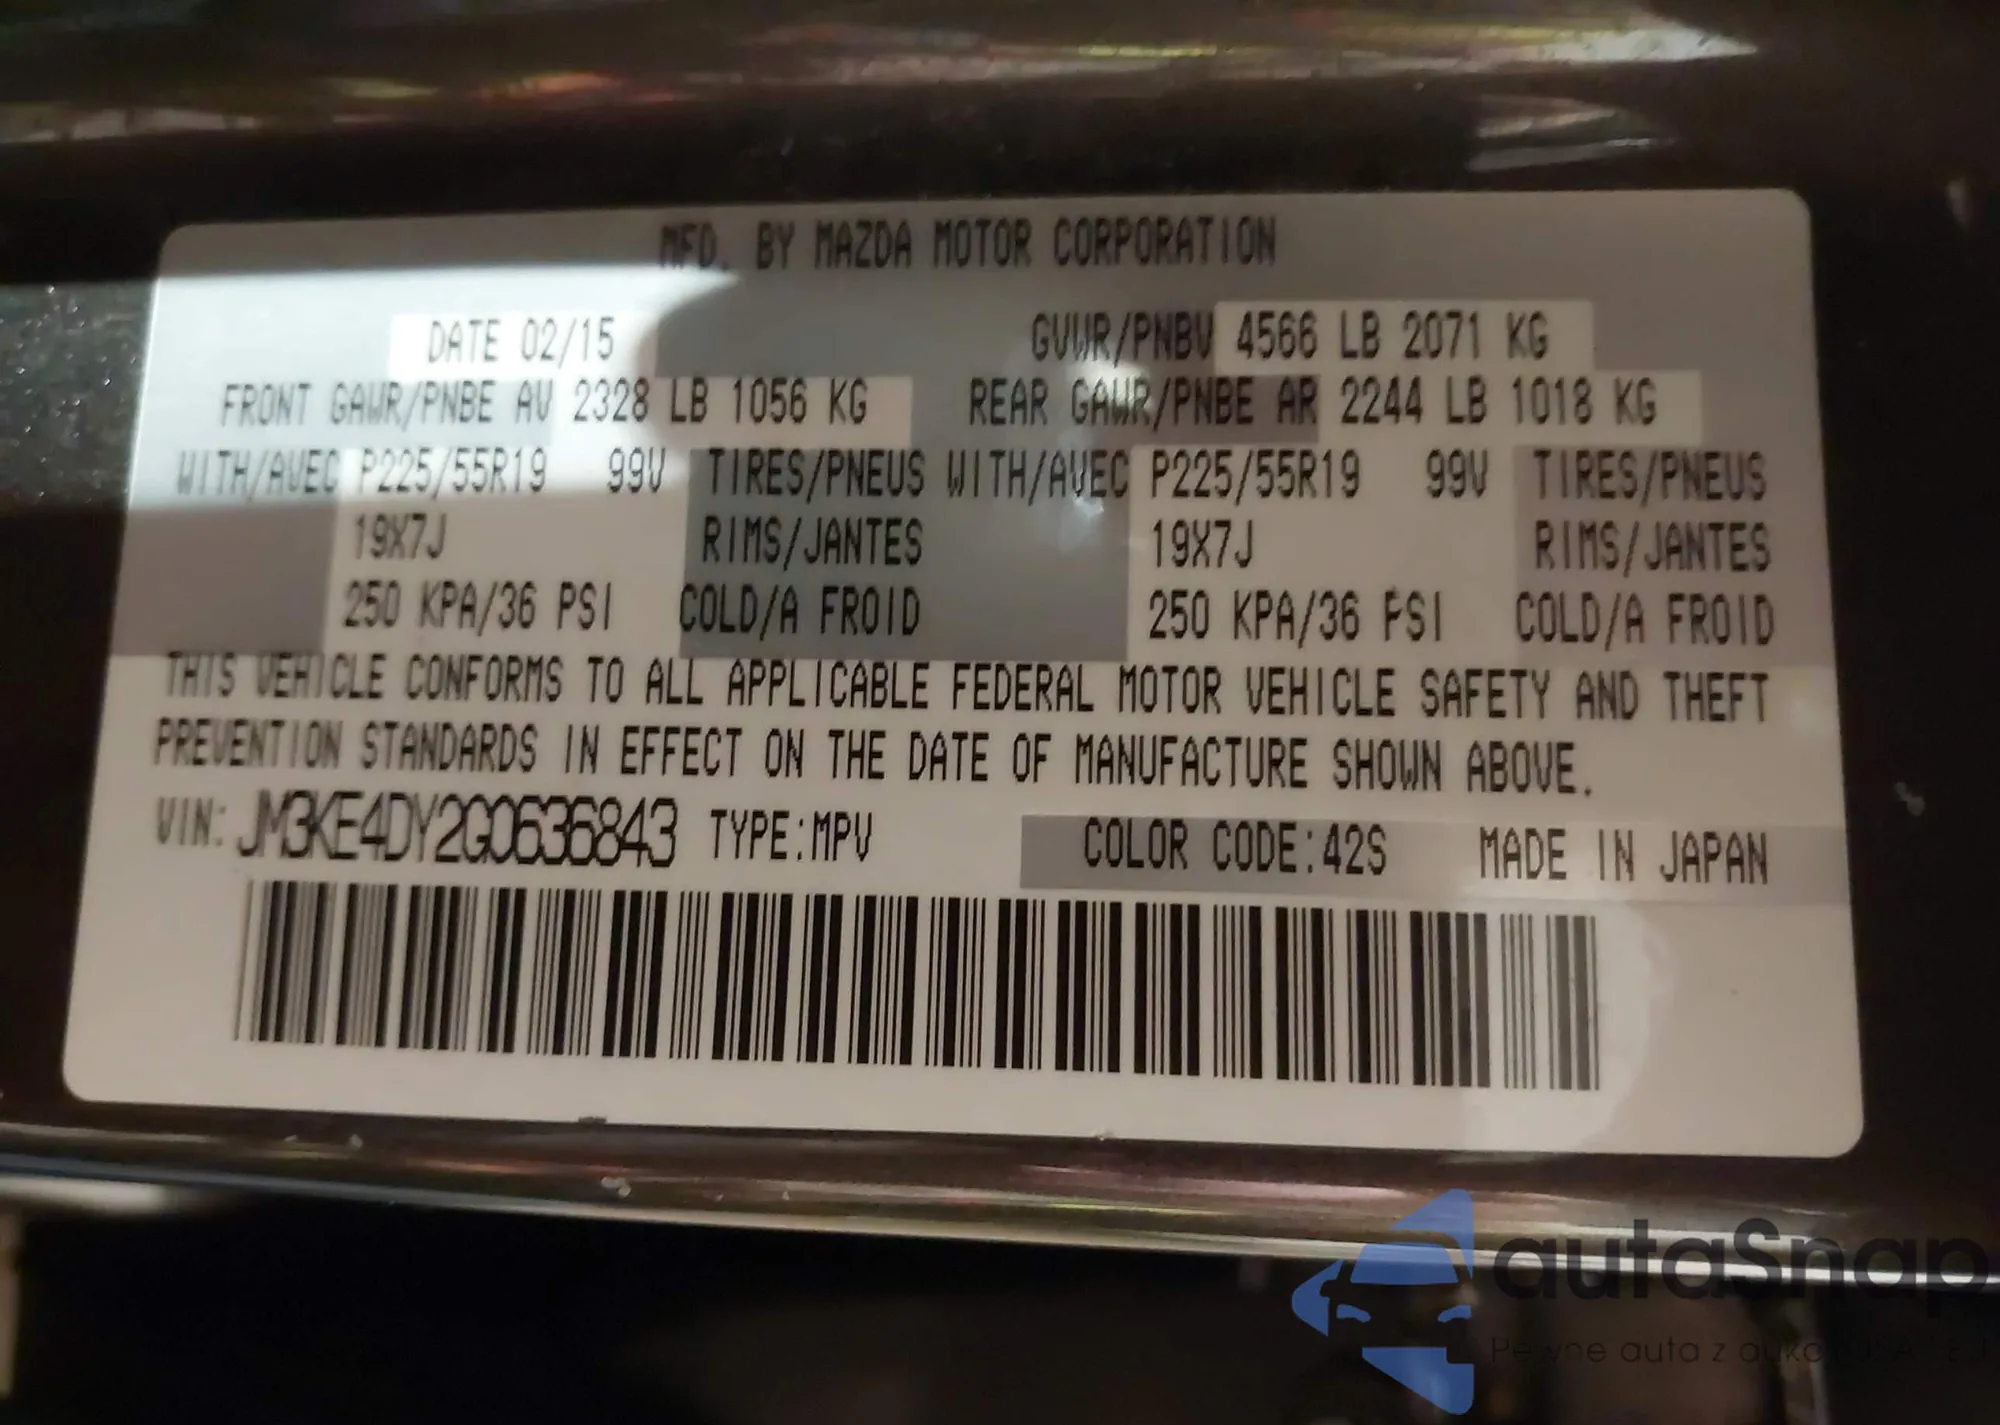 MFD. BY MAZDA MOTOR CORPORATION
DATE 02/15 GVWR/PNBV 4566 LB 2071 KG
FRONT GAWR/PNBE AV 2328 LB 1056 KG REAR GAWR/PNBE AR 2244 LB 1018 KG
WITH/AVEC P225/55R19 99V TIRES/PNEUS WITH/AVEC P225/55R19 99V TIRES/PNEUS
19X7J RIMS/JANTES 19X7J RIMS/JANTES
250 KPA/36 PSI COLD/A FROID 250 KPA/36 PSI COLD/A FROID
THIS VEHICLE CONFORMS TO ALL APPLICABLE FEDERAL MOTOR VEHICLE SAFETY AND THEFT
PREVENTION STANDARDS IN EFFECT ON THE DATE OF MANUFACTURE SHOWN ABOVE.
VIN: JM3KE4DY2G0636843 TYPE:MPV COLOR CODE:42S MADE IN JAPAN
autaSnap
Pewne auta z